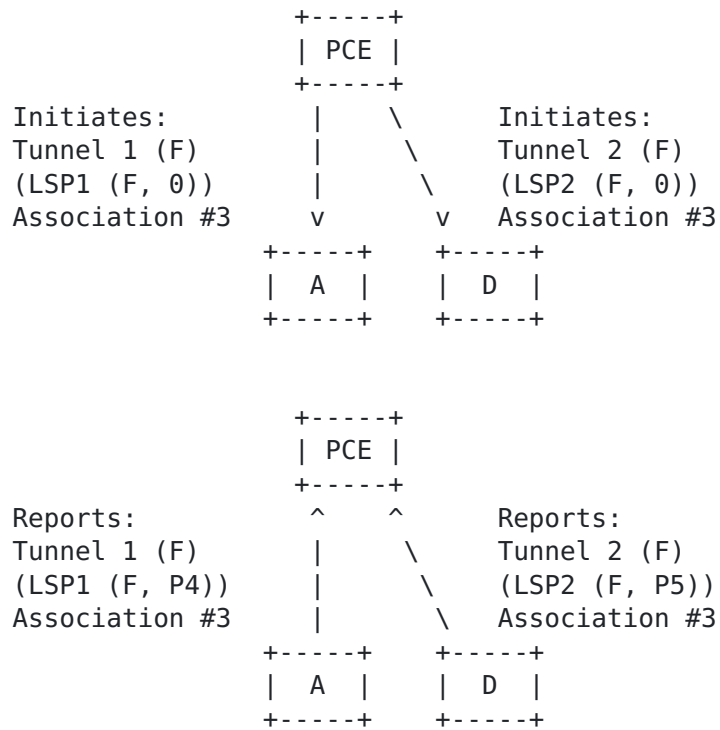 +-----+
                   | PCE |
                   +-----+
Initiates:          |    \      Initiates:
Tunnel 1 (F)        |     \     Tunnel 2 (F)
(LSP1 (F, 0))       |      \    (LSP2 (F, 0))
Association #3      v       v   Association #3
                 +-----+    +-----+
                 |  A  |    |  D  |
                 +-----+    +-----+

                   +-----+
                   | PCE |
                   +-----+
Reports:            ^    ^      Reports:
Tunnel 1 (F)        |     \     Tunnel 2 (F)
(LSP1 (F, P4))      |      \    (LSP2 (F, P5))
Association #3      |       \   Association #3
                 +-----+    +-----+
                 |  A  |    |  D  |
                 +-----+    +-----+